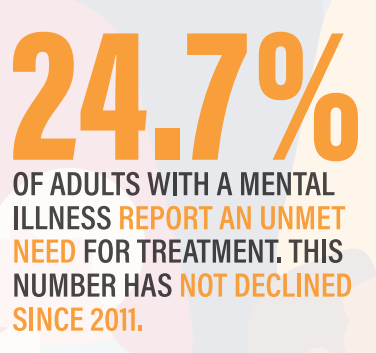 24.7%
OF ADULTS WITH A MENTAL
ILLNESS REPORT AN UNMET
NEED FOR TREATMENT. THIS
NUMBER HAS NOT DECLINED
SINCE 2011.